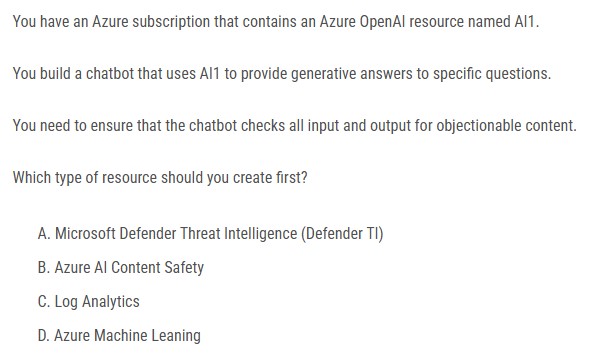 You have an Azure subscription that contains an Azure OpenAI resource named AI1.
You build a chatbot that uses AI1 to provide generative answers to specific questions.
You need to ensure that the chatbot checks all input and output for objectionable content.
Which type of resource should you create first?
A. Microsoft Defender Threat Intelligence (Defender TI)
B. Azure AI Content Safety
C. Log Analytics
D. Azure Machine Leaning